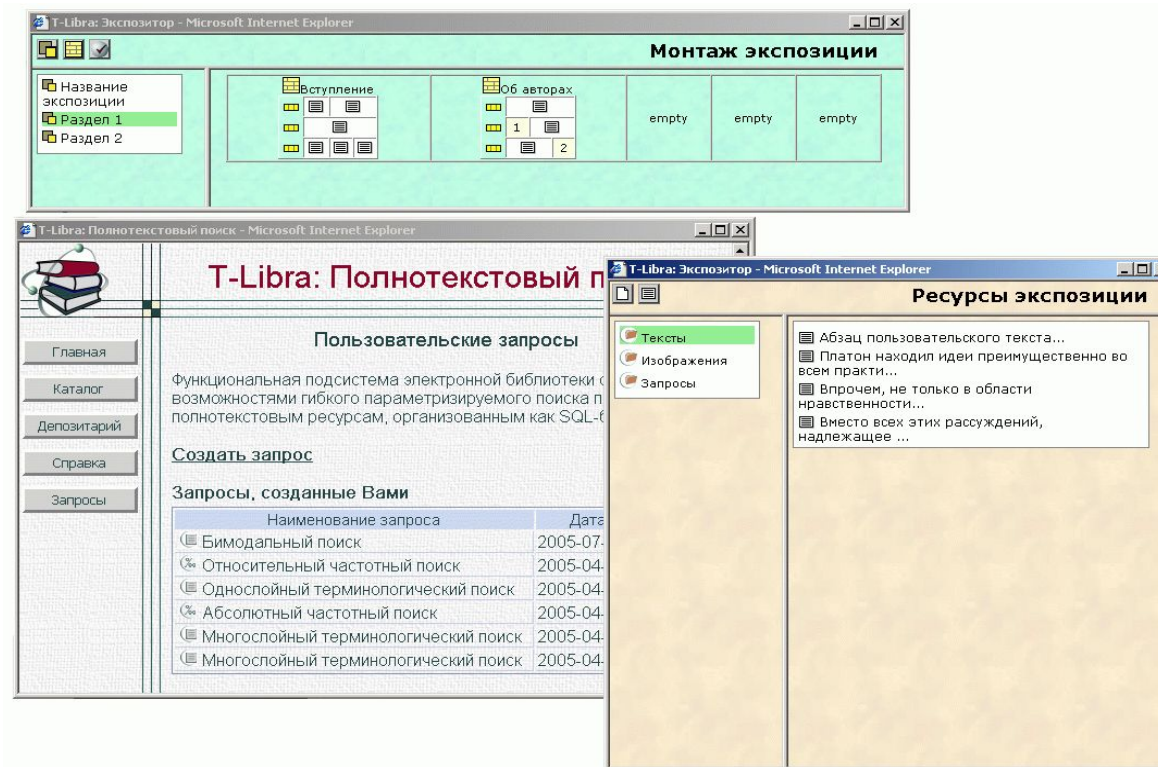 T-Libra: Экспозитор - Microsoft Internet Explorer
Монтаж экспозиции
Название
экспозиции
Раздел 1
Раздел 2
Вступление
Об авторах
1
2
empty
empty
empty
T-Libra: Полнотекстовый поиск - Microsoft Internet Explorer
T-Libra: Полнотекстовый п
Главная
Каталог
Депозитарий
Справка
Запросы
Пользовательские запросы
Функциональная подсистема электронной библиотеки с
возможностями гибкого параметризируемого поиска п
полнотекстовым ресурсам, организованным как SQL-
Создать запрос
Запросы, созданные Вами
Наименование запроса Дата
Бимодальный поиск 2005-07-
Относительный частотный поиск 2005-04-
Однослойный терминологический поиск 2005-04-
‰ Абсолютный частотный поиск 2005-04-
Многослойный терминологический поиск 2005-04-
Многослойный терминологический поиск 2005-04-
T-Libra: Экспозитор - Microsoft Internet Explorer
Ресурсы экспозиции
Тексты
Изображения
Запросы
Абзац пользовательского текста...
Платон находил идеи преимущественно во
всем практи...
Впрочем, не только в области
нравственности...
Вместо всех этих рассуждений,
надлежащее ...